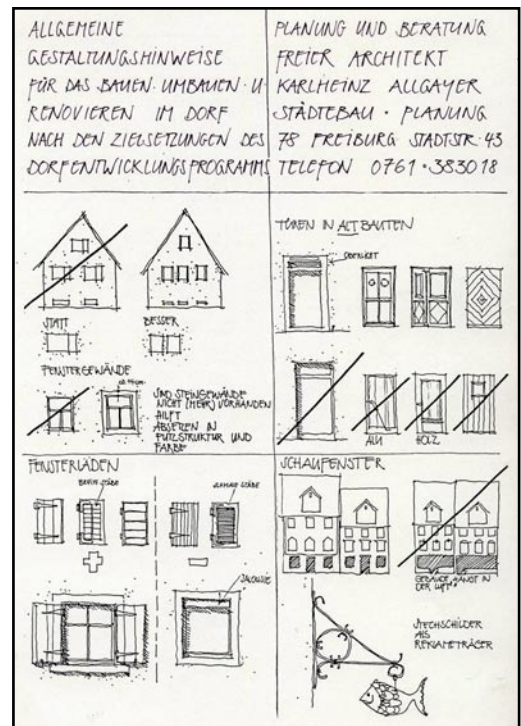 ALLGEMEINE
GESTALTUNGSHINWEISE
FÜR DAS BAUEN · UMBAUEN · U·
RENOVIEREN IM DORF
NACH DEN ZIELSETZUNGEN DES
DORFENTWICKLUNGSPROGRAMMS
PLANUNG UND BERATUNG
FREIER ARCHITEKT
KARLHEINZ ALLGAYER
STÄDTEBAU · PLANUNG
78 FREIBURG STADTSTR. 43
TELEFON 0761 · 383018
STATT
BESSER
FENSTERGEWÄNDE
SIND STEINGEWÄNDE
NICHT (MEHR) VORHANDEN
HILFT
ABSETZEN IN
PUTZSTRUKTUR UND
FARBE
TÜREN IN ALTBAUTEN
OBERLICHT
ALU
HOLZ
FENSTERLÄDEN
BREITE STÄBE
SCHMALE STÄBE
+
–
JALOUSIE
SCHAUFENSTER
GEBÄUDE „HÄNGT IN
DER LUFT"
STECHSCHILDER
ALS
REKLAMETRÄGER